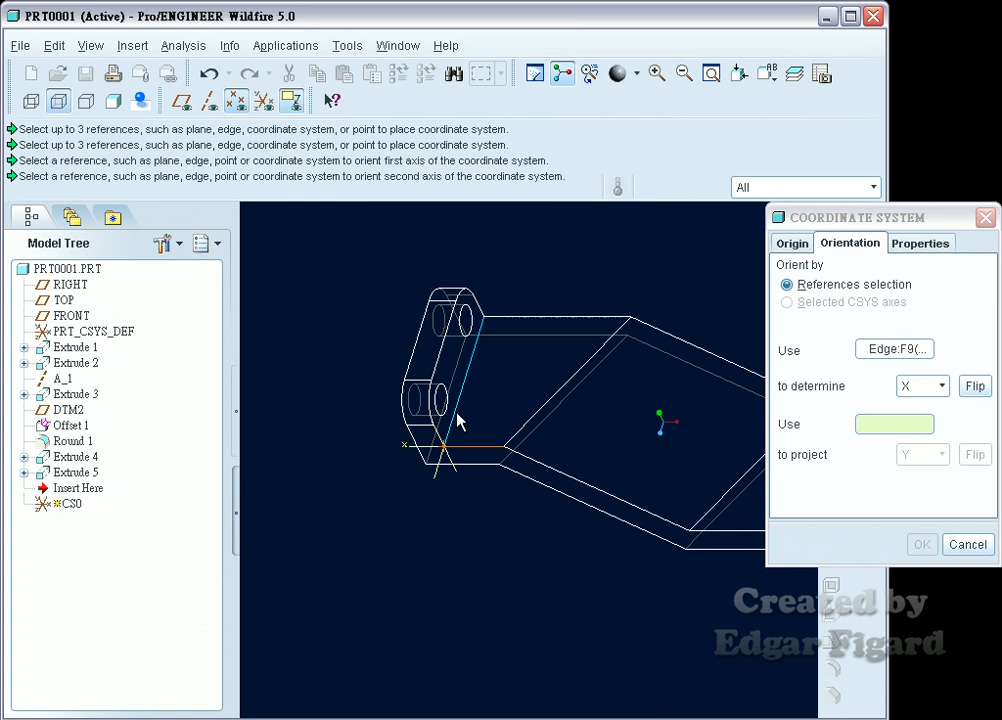 PRT0001 (Active) - Pro/ENGINEER Wildfire 5.0
File Edit View Insert Analysis Info Applications Tools Window Help
Select up to 3 references, such as plane, edge, coordinate system, or point to place coordinate system.
Select up to 3 references, such as plane, edge, coordinate system, or point to place coordinate system.
Select a reference, such as plane, edge, point or coordinate system to orient first axis of the coordinate system.
Select a reference, such as plane, edge, point or coordinate system to orient second axis of the coordinate system.
All
Model Tree
PRT0001.PRT
RIGHT
TOP
FRONT
PRT_CSYS_DEF
Extrude 1
Extrude 2
A_1
Extrude 3
DTM2
Offset 1
Round 1
Extrude 4
Extrude 5
Insert Here
CS0
X
COORDINATE SYSTEM
Origin Orientation Properties
Orient by
References selection
Selected CSYS axes
Use Edge:F9(...
to determine X Flip
Use
to project Y Flip
OK Cancel
Created by
Edgar Figard